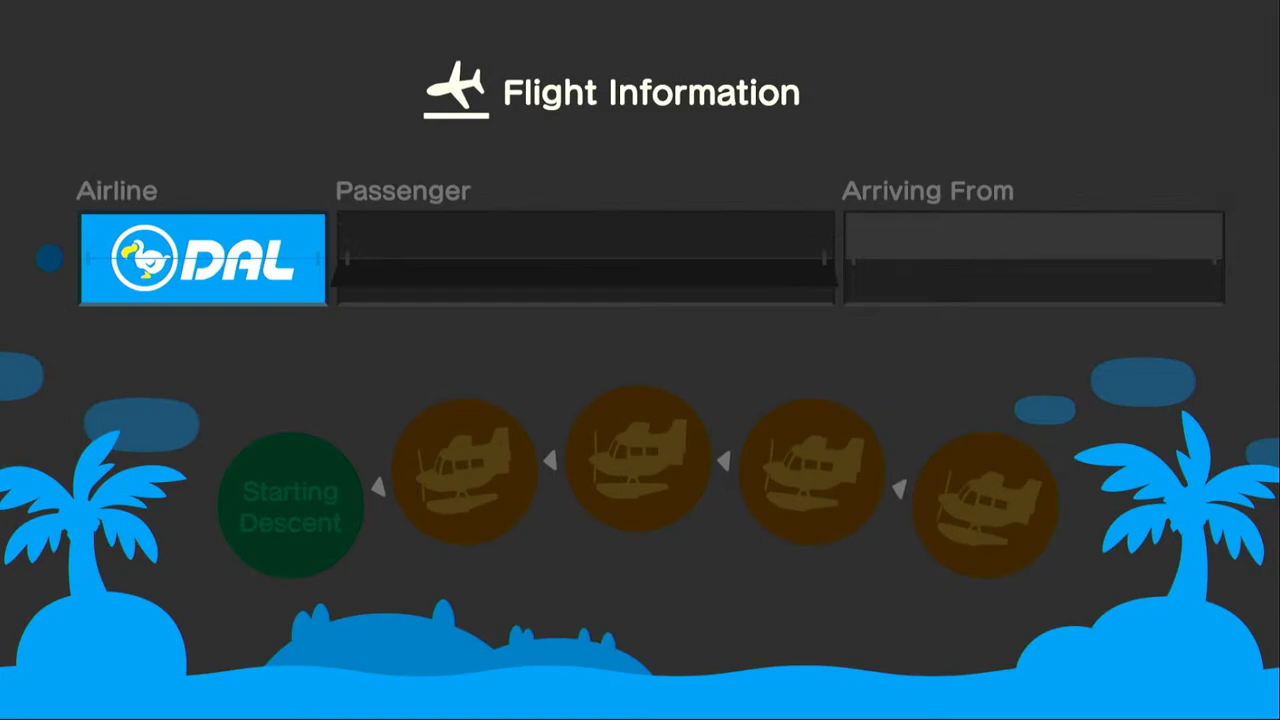 Flight Information
Airline
Passenger
Arriving From
DAL
Starting
Descent